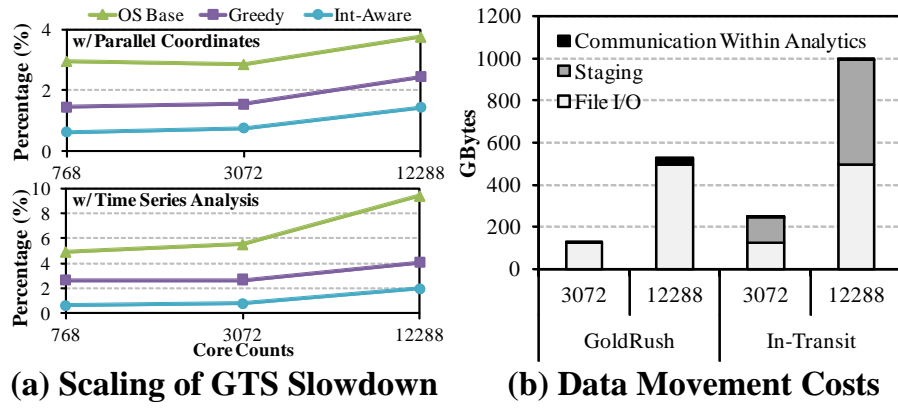 OS Base Greedy Int-Aware
w/ Parallel Coordinates
Percentage (%)
4
2
0
768 3072 12288
w/ Time Series Analysis
Percentage (%)
10
8
6
4
2
0
768 3072 12288
Core Counts
(a) Scaling of GTS Slowdown
GBytes
1200
1000
800
600
400
200
0
Communication Within Analytics
Staging
File I/O
3072 12288 3072 12288
GoldRush In-Transit
(b) Data Movement Costs